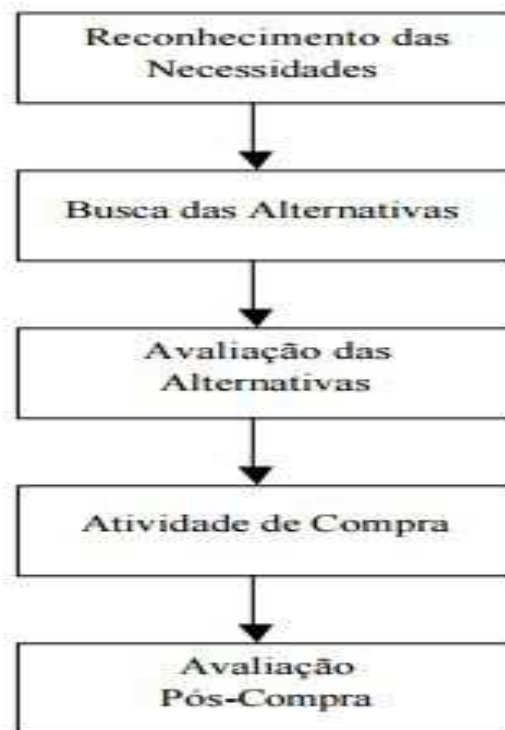 Reconhecimento das
Necessidades
Busca das Alternativas
Avaliação das
Alternativas
Atividade de Compra
Avaliação
Pós-Compra